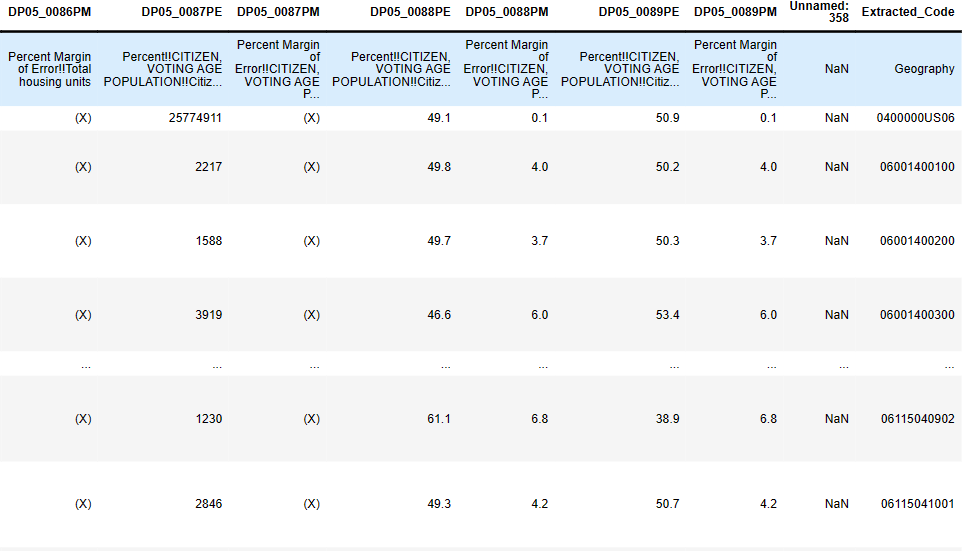 DP05_0086PM DP05_0087PE DP05_0087PM DP05_0088PE DP05_0088PM DP05_0089PE DP05_0089PM Unnamed: 358 Extracted_Code
Percent Margin of Error!!Total housing units Percent!!CITIZEN, VOTING AGE POPULATION!!Citiz... Percent Margin of Error!!CITIZEN, VOTING AGE P... Percent!!CITIZEN, VOTING AGE POPULATION!!Citiz... Percent Margin of Error!!CITIZEN, VOTING AGE P... Percent!!CITIZEN, VOTING AGE POPULATION!!Citiz... Percent Margin of Error!!CITIZEN, VOTING AGE P... NaN Geography
(X) 25774911 (X) 49.1 0.1 50.9 0.1 NaN 0400000US06
(X) 2217 (X) 49.8 4.0 50.2 4.0 NaN 06001400100
(X) 1588 (X) 49.7 3.7 50.3 3.7 NaN 06001400200
(X) 3919 (X) 46.6 6.0 53.4 6.0 NaN 06001400300
... ... ... ... ... ... ... ... ...
(X) 1230 (X) 61.1 6.8 38.9 6.8 NaN 06115040902
(X) 2846 (X) 49.3 4.2 50.7 4.2 NaN 06115041001